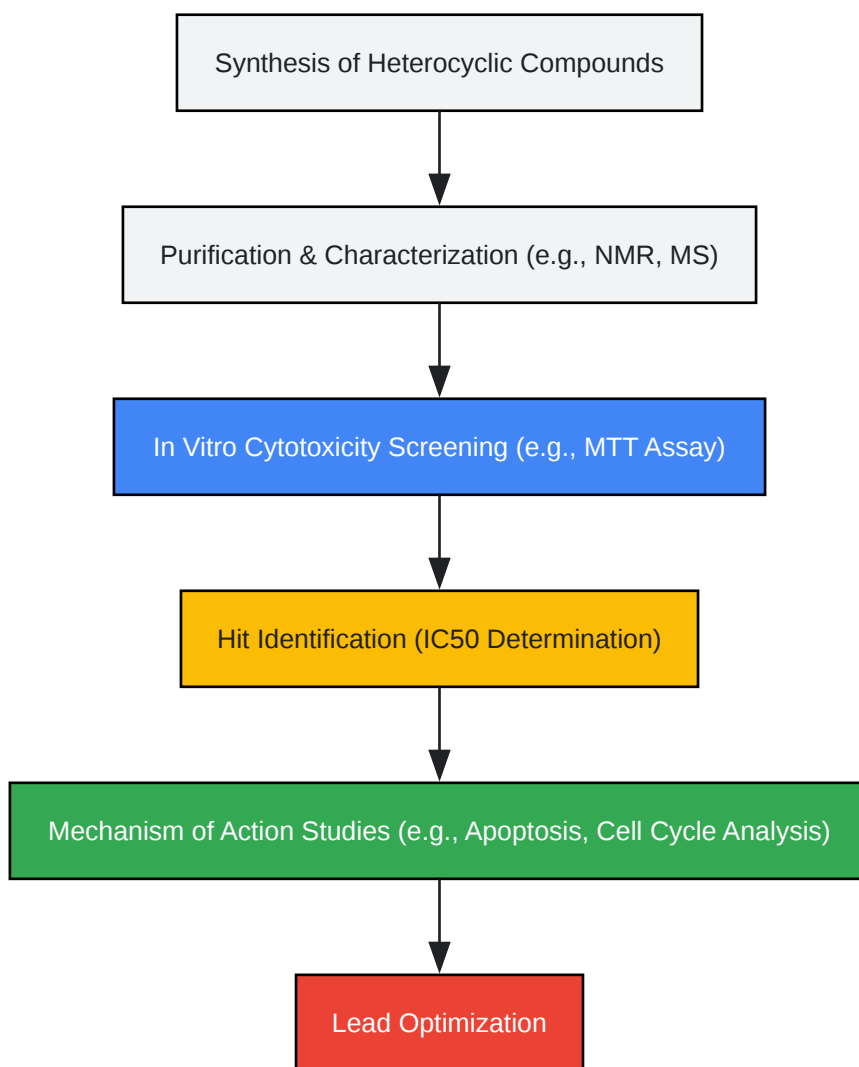 Synthesis of Heterocyclic Compounds
Purification & Characterization (e.g., NMR, MS)
In Vitro Cytotoxicity Screening (e.g., MTT Assay)
Hit Identification (IC50 Determination)
Mechanism of Action Studies (e.g., Apoptosis, Cell Cycle Analysis)
Lead Optimization